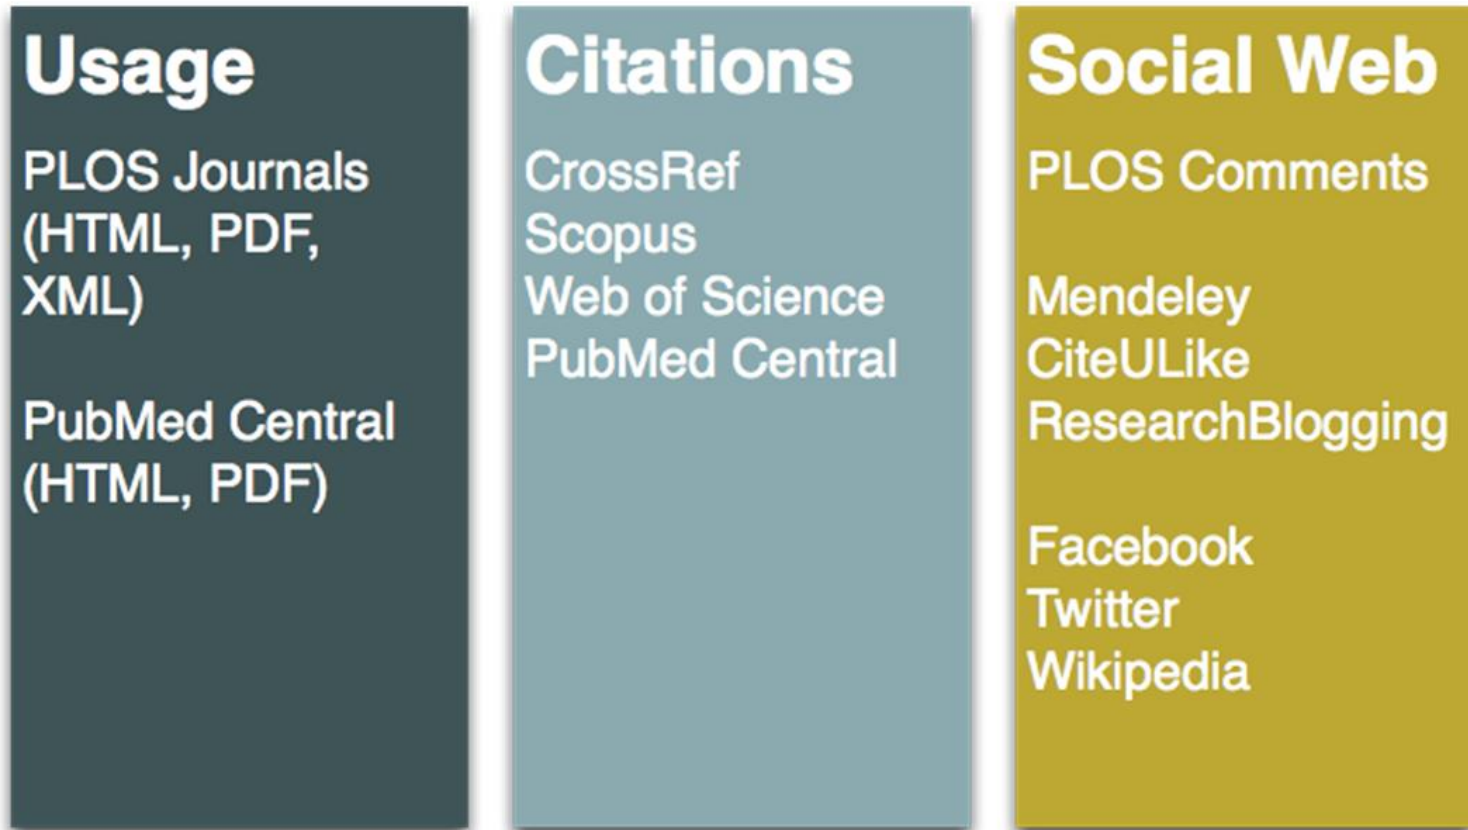 Usage
PLOS Journals
(HTML, PDF,
XML)
PubMed Central
(HTML, PDF)
Citations
CrossRef
Scopus
Web of Science
PubMed Central
Social Web
PLOS Comments
Mendeley
CiteULike
ResearchBlogging
Facebook
Twitter
Wikipedia